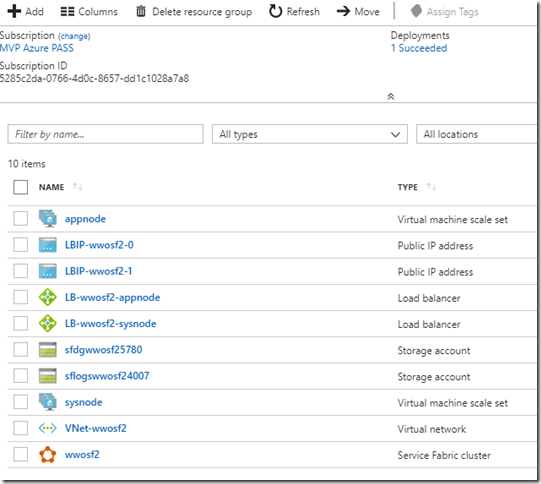 Add Columns Delete resource group Refresh Move Assign Tags
Subscription (change) Deployments
MVP Azure PASS 1 Succeeded
Subscription ID
5285c2da-0766-4d0c-8657-dd1c1028a7a8
Filter by name... All types All locations
10 items
NAME TYPE
appnode Virtual machine scale set
LBIP-wwosf2-0 Public IP address
LBIP-wwosf2-1 Public IP address
LB-wwosf2-appnode Load balancer
LB-wwosf2-sysnode Load balancer
sfdgwwosf25780 Storage account
sflogswwosf24007 Storage account
sysnode Virtual machine scale set
VNet-wwosf2 Virtual network
wwosf2 Service Fabric cluster